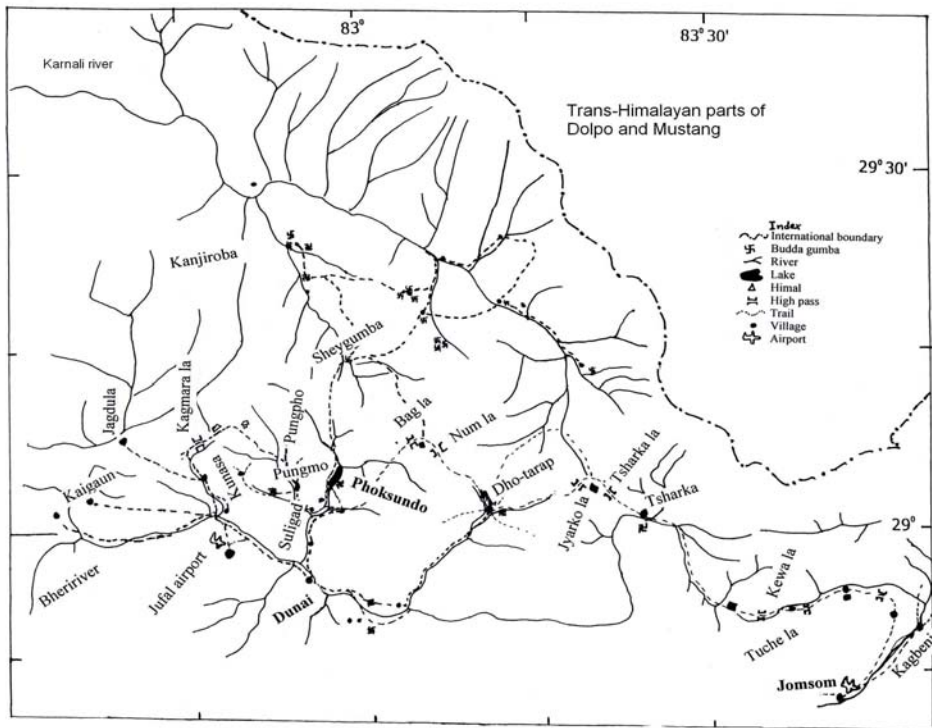 83°
83° 30'
Karnali river
Trans-Himalayan parts of
Dolpo and Mustang
29° 30'
Index
International boundary
Budda gumba
River
Lake
Himal
High pass
Trail
Village
Airport
Kanjiroba
Sheygumba
Jagdula
Kagmara la
Pungpho
Bag la
Num la
Kaigaun
Kunasa
Pungmo
Phoksundo
Dho-tarap
Tsharka la
Suligad
Jyarko la
Tsharka
29°
Bheririver
Jufal airport
Dunai
Kewa la
Tuche la
Kagbeni
Jomsom